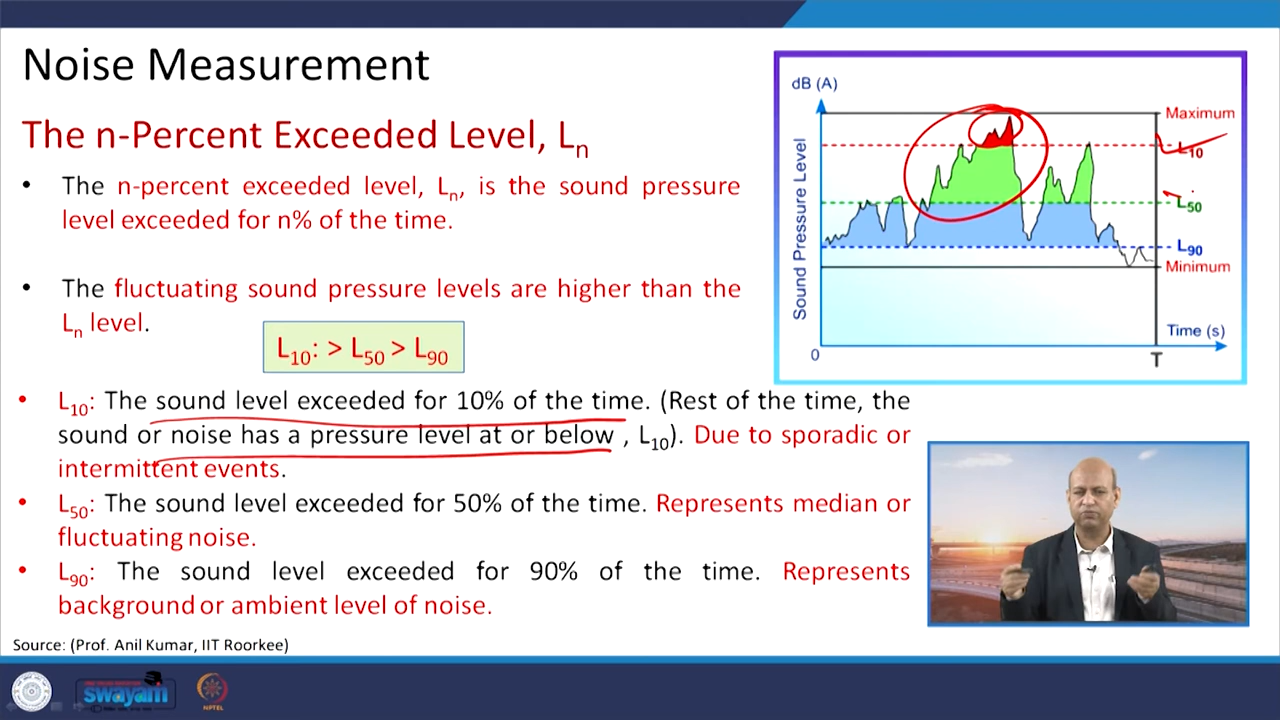 Noise Measurement
The n-Percent Exceeded Level, Ln
• The n-percent exceeded level, Ln, is the sound pressure
level exceeded for n% of the time.
• The fluctuating sound pressure levels are higher than the
Ln level.
L10: > L50 > L90
• L10: The sound level exceeded for 10% of the time. (Rest of the time, the
sound or noise has a pressure level at or below , L10). Due to sporadic or
intermittent events.
• L50: The sound level exceeded for 50% of the time. Represents median or
fluctuating noise.
• L90: The sound level exceeded for 90% of the time. Represents
background or ambient level of noise.
Source: (Prof. Anil Kumar, IIT Roorkee)
dB (A)
Sound Pressure Level
Maximum
L10
L50
L90
Minimum
Time (s)
0
T
swayam
NPTEL